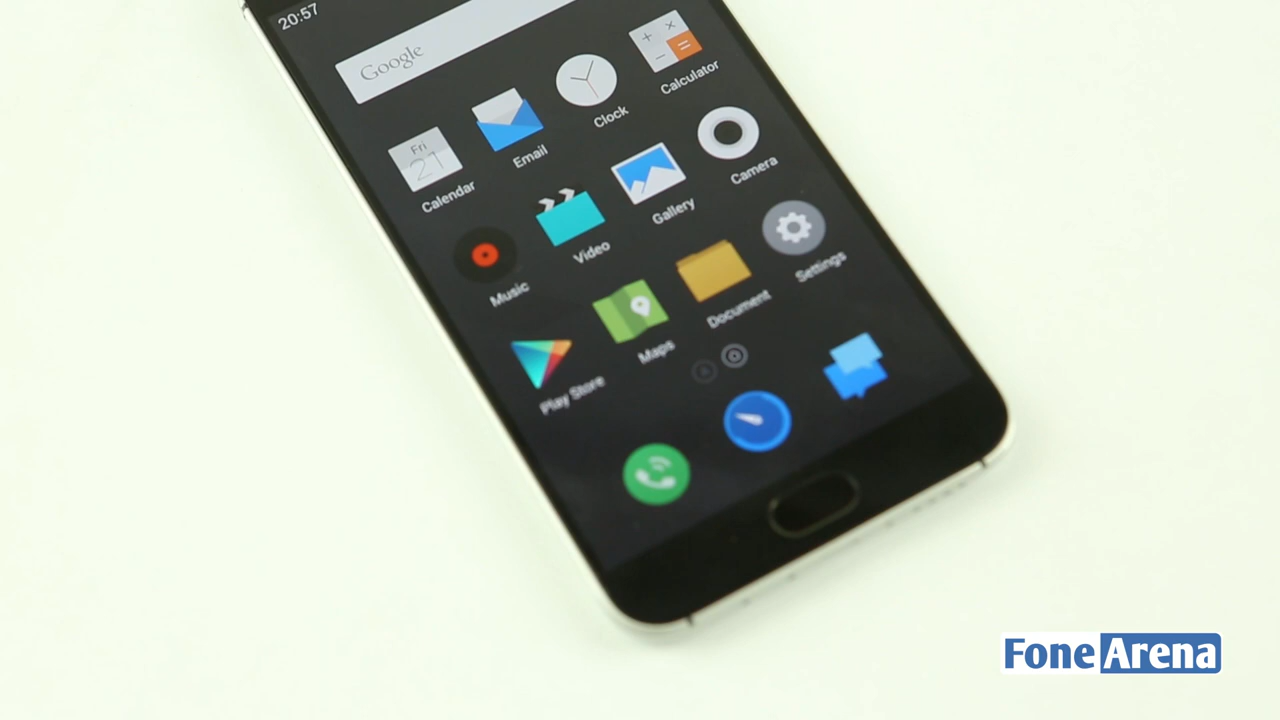 20:57
Google
Fri
21
Calendar
Email
Clock
Calculator
Music
Video
Gallery
Camera
Play Store
Maps
Document
Settings
FoneArena